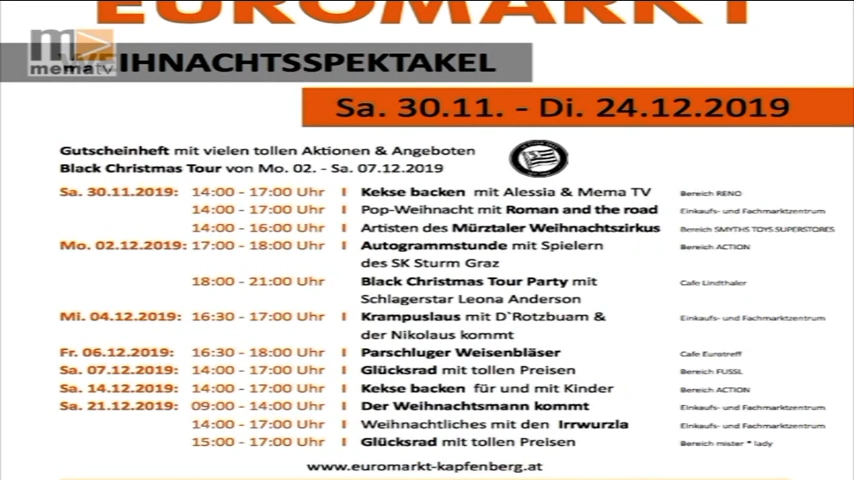 EUROMARKT
mema tv
IHNACHTSSPEKTAKEL
Sa. 30.11. - Di. 24.12.2019
Gutscheinheft mit vielen tollen Aktionen & Angeboten
Black Christmas Tour von Mo. 02. - Sa. 07.12.2019
Sa. 30.11.2019: 14:00 - 17:00 Uhr I Kekse backen mit Alessia & Mema TV Bereich RENO
14:00 - 17:00 Uhr I Pop-Weihnacht mit Roman and the road Einkaufs- und Fachmarktzentrum
14:00 - 16:00 Uhr I Artisten des Mürztaler Weihnachtszirkus Bereich SMYTHS TOYS SUPERSTORES
Mo. 02.12.2019: 17:00 - 18:00 Uhr I Autogrammstunde mit Spielern Bereich ACTION
des SK Sturm Graz
18:00 - 21:00 Uhr I Black Christmas Tour Party mit Cafe Lindthaler
Schlagerstar Leona Anderson
Mi. 04.12.2019: 16:30 - 17:00 Uhr I Krampuslaus mit D`Rotzbuam & Einkaufs- und Fachmarktzentrum
der Nikolaus kommt
Fr. 06.12.2019: 16:30 - 18:00 Uhr I Parschluger Weisenbläser Cafe Eurotreff
Sa. 07.12.2019: 14:00 - 17:00 Uhr I Glücksrad mit tollen Preisen Bereich FUSSL
Sa. 14.12.2019: 14:00 - 17:00 Uhr I Kekse backen für und mit Kinder Bereich ACTION
Sa. 21.12.2019: 09:00 - 14:00 Uhr I Der Weihnachtsmann kommt Einkaufs- und Fachmarktzentrum
14:00 - 17:00 Uhr I Weihnachtliches mit den Irrwurzla Einkaufs- und Fachmarktzentrum
15:00 - 17:00 Uhr I Glücksrad mit tollen Preisen Bereich mister * lady
www.euromarkt-kapfenberg.at